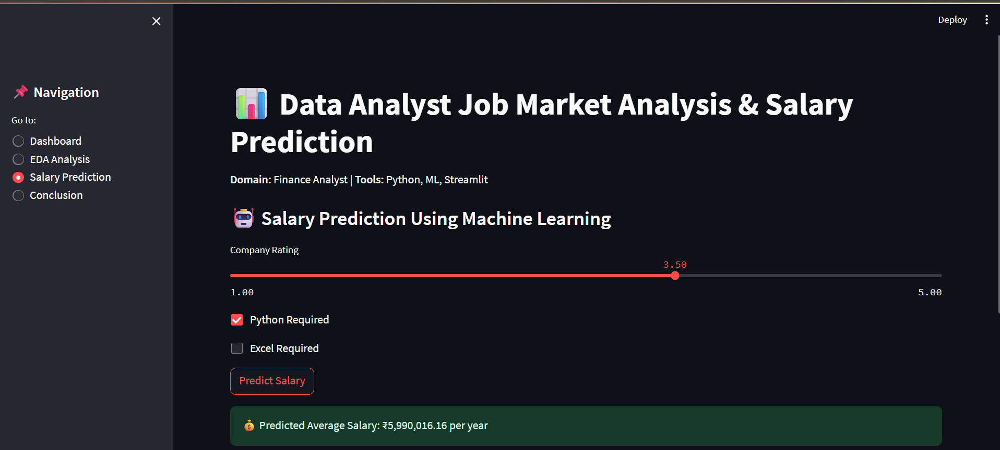 Deploy
📌 Navigation
Go to:
Dashboard
EDA Analysis
Salary Prediction
Conclusion
📊 Data Analyst Job Market Analysis & Salary
Prediction
Domain: Finance Analyst | Tools: Python, ML, Streamlit
🤖 Salary Prediction Using Machine Learning
Company Rating
3.50
1.00 5.00
Python Required
Excel Required
Predict Salary
💰 Predicted Average Salary: ₹5,990,016.16 per year